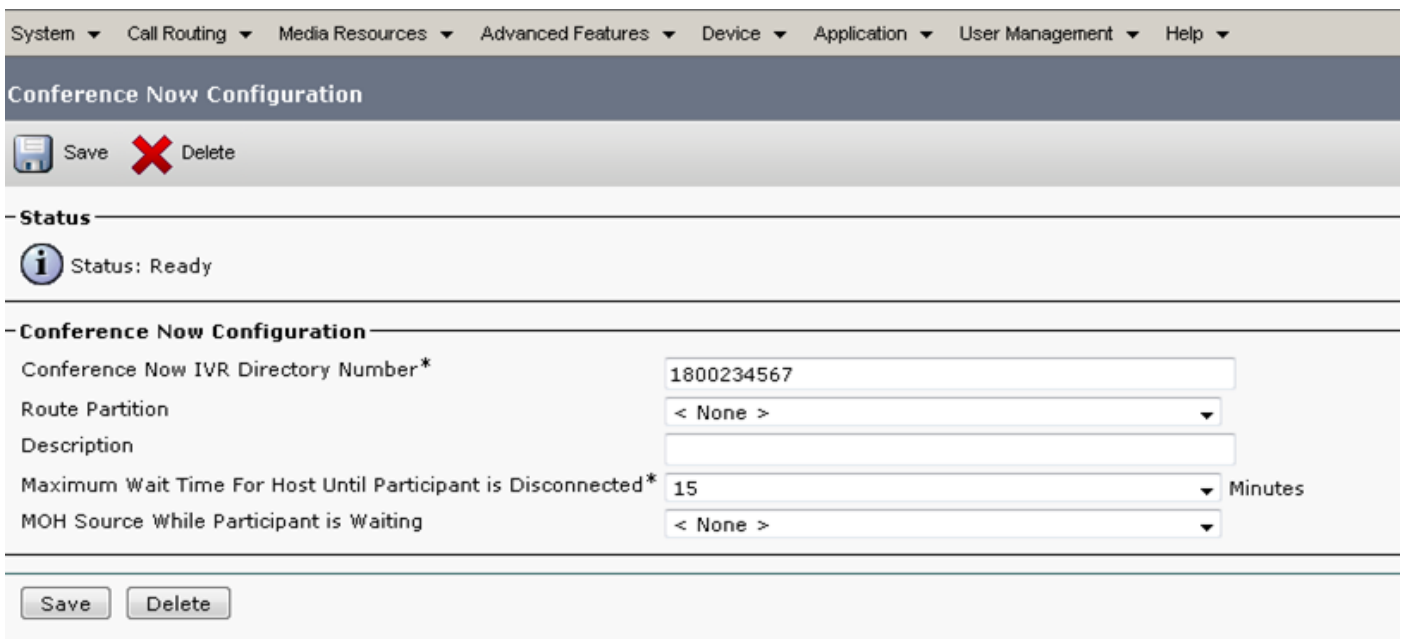 System Call Routing Media Resources Advanced Features Device Application User Management Help
Conference Now Configuration
Save Delete
Status
i Status: Ready
Conference Now Configuration
Conference Now IVR Directory Number* 1800234567
Route Partition < None >
Description
Maximum Wait Time For Host Until Participant is Disconnected* 15 Minutes
MOH Source While Participant is Waiting < None >
Save Delete